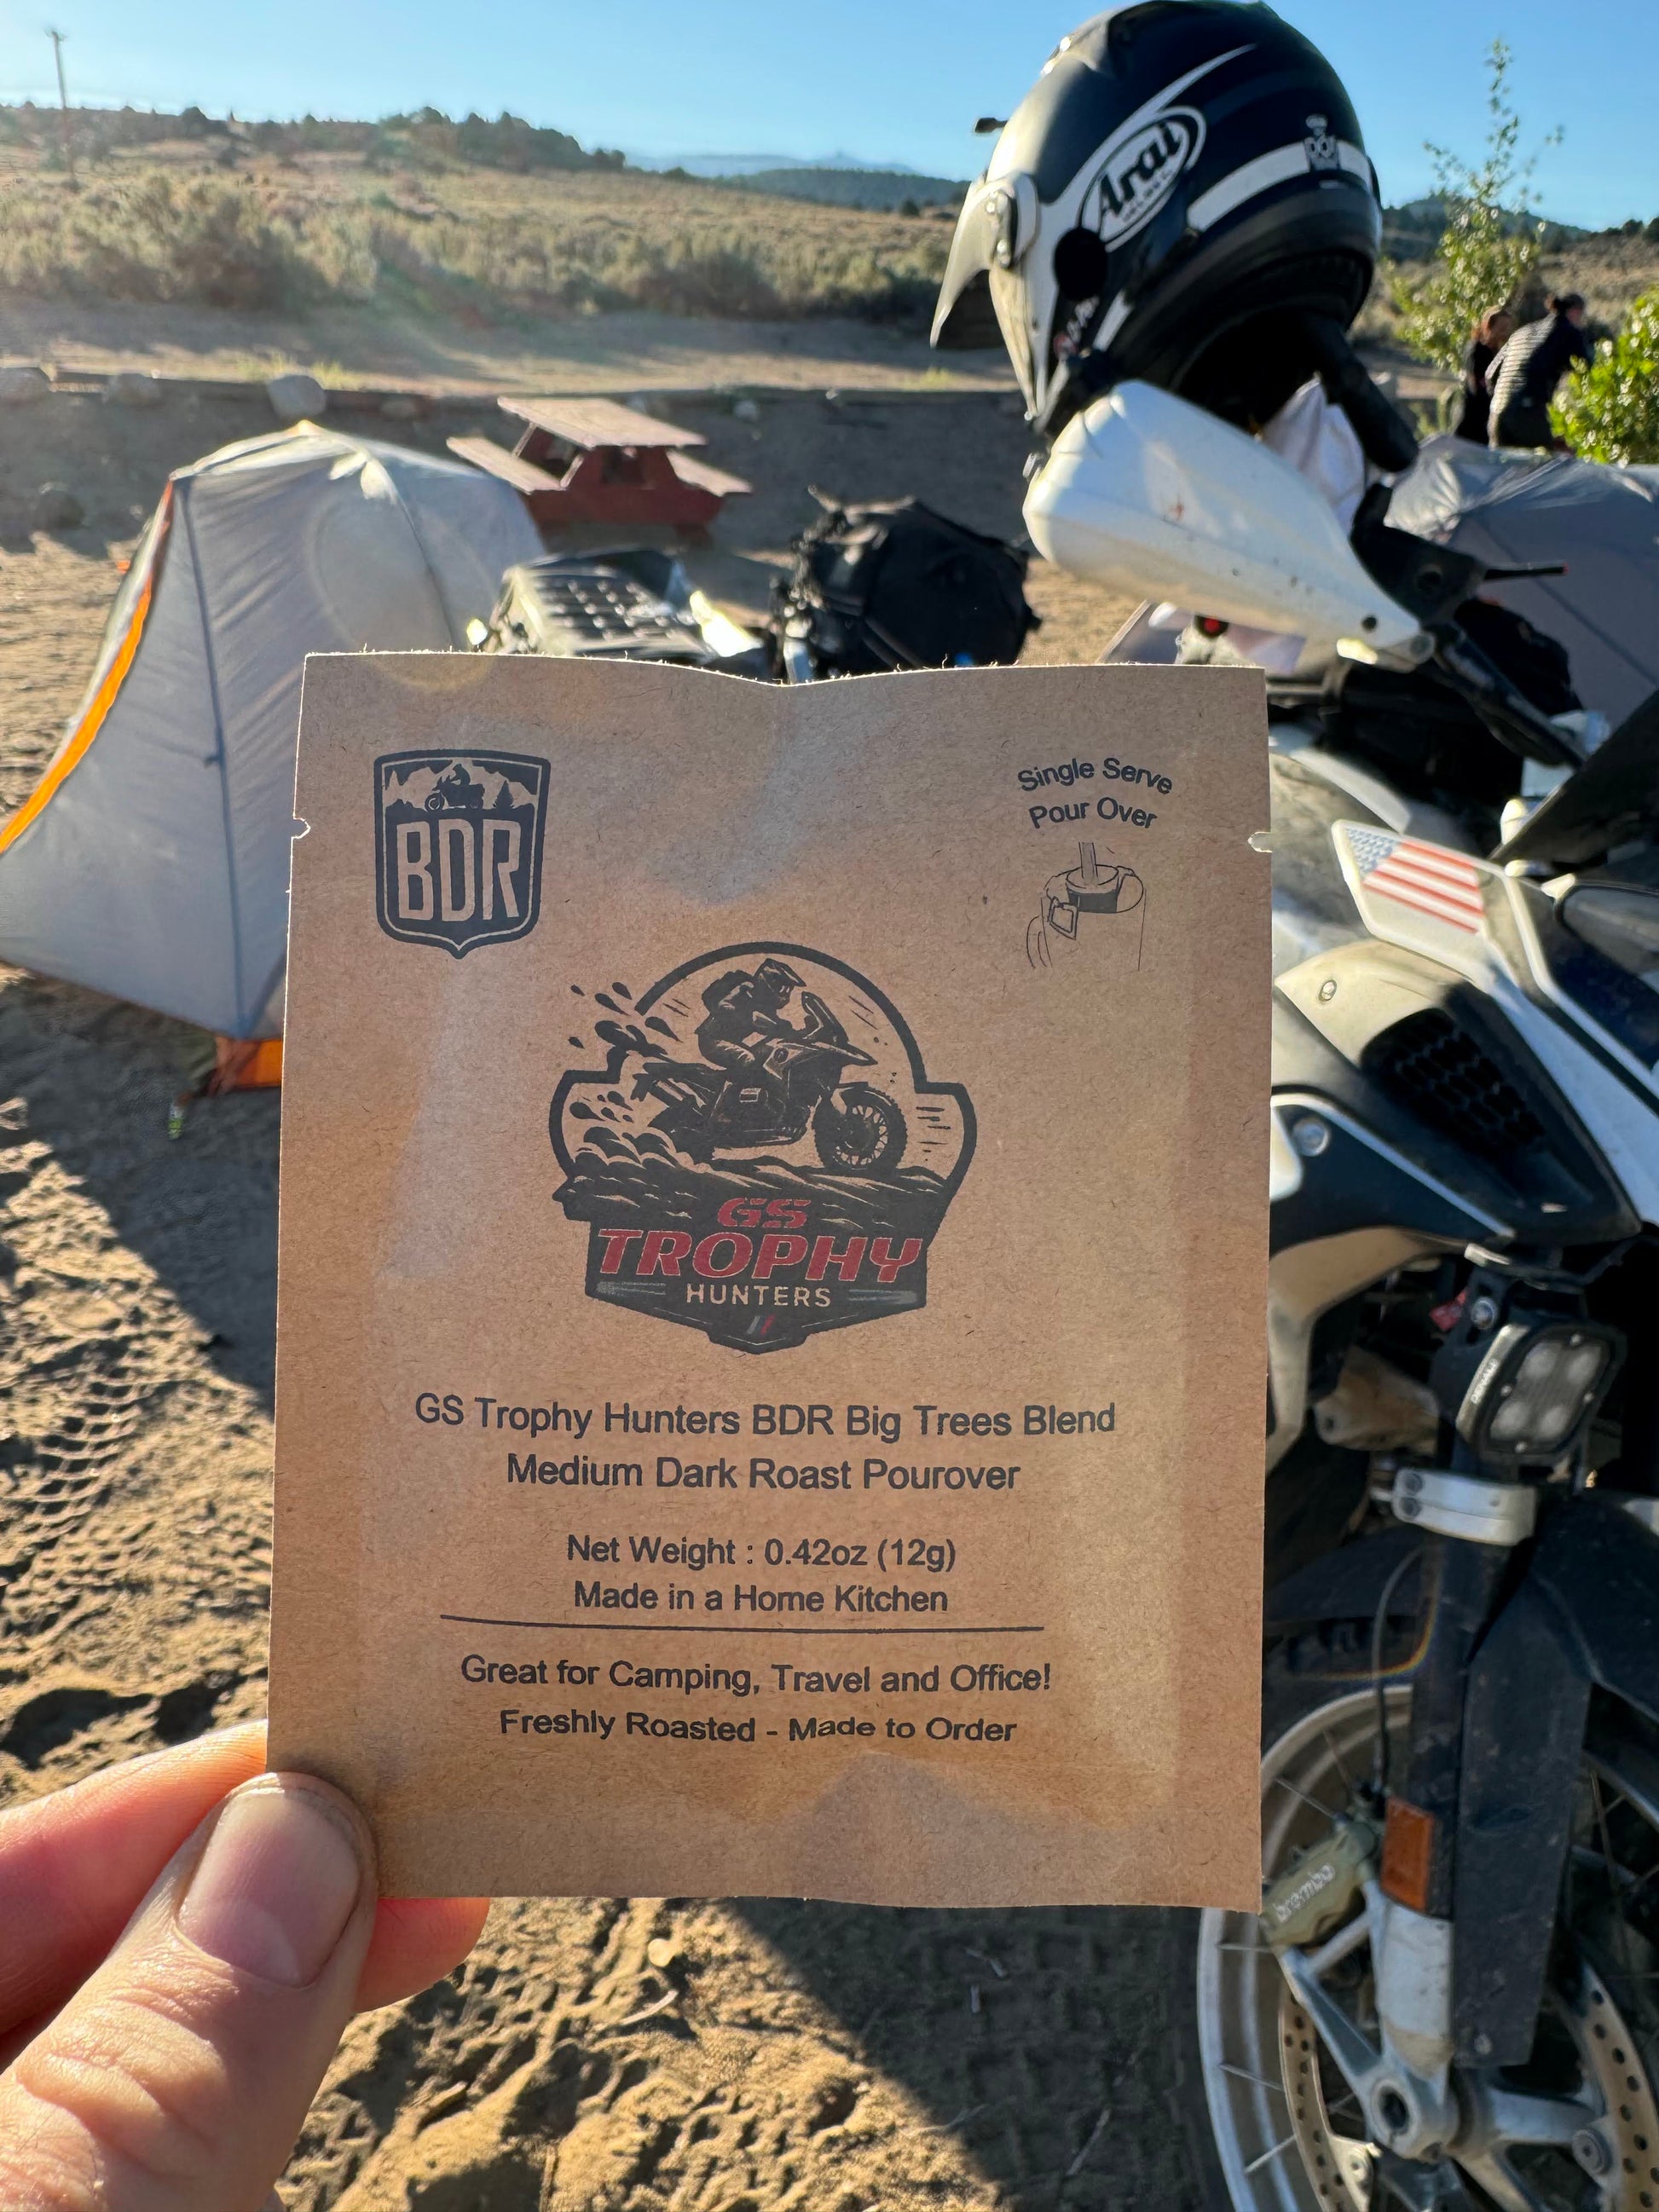 Arai
BDR
Single Serve
Pour Over
GS
TROPHY
HUNTERS
GS Trophy Hunters BDR Big Trees Blend
Medium Dark Roast Pourover
Net Weight : 0.42oz (12g)
Made in a Home Kitchen
Great for Camping, Travel and Office!
Freshly Roasted - Made to Order
DENALI
brembo